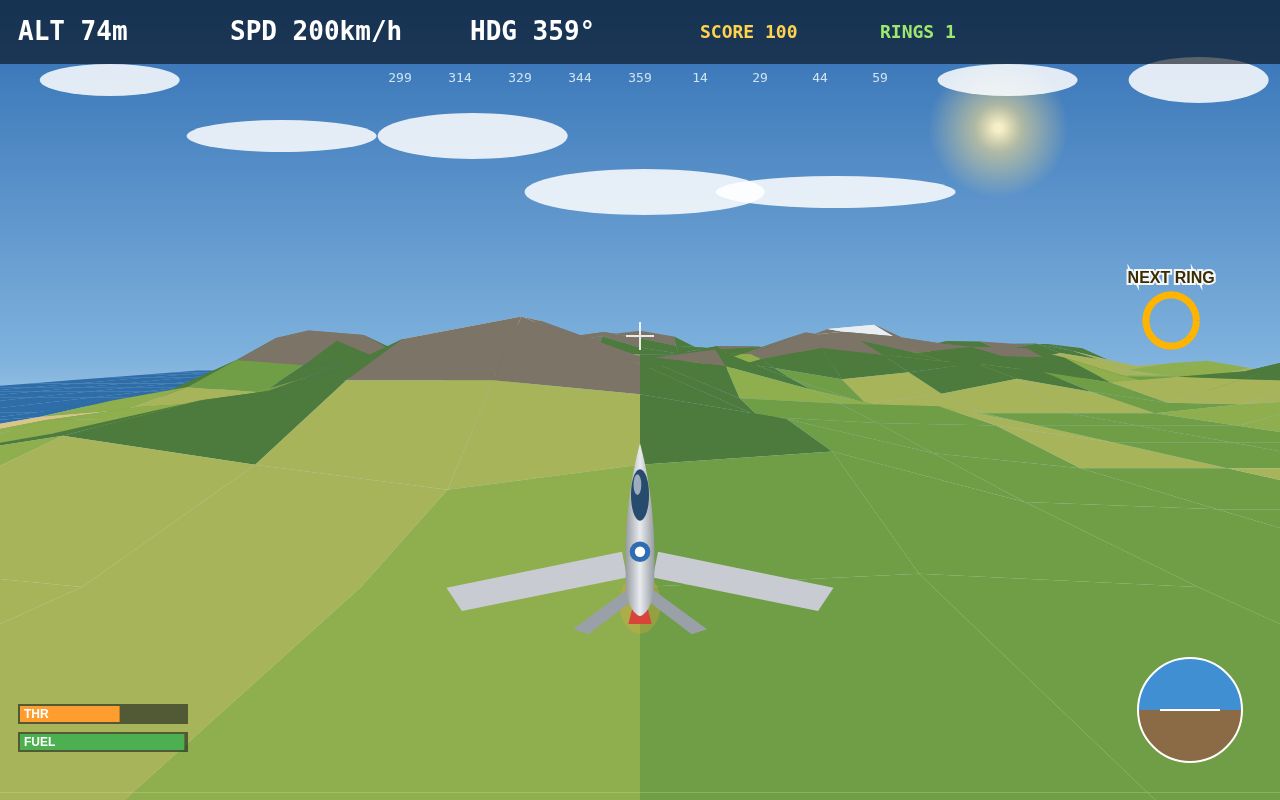 ALT 74m SPD 200km/h HDG 359° SCORE 100 RINGS 1
299 314 329 344 359 14 29 44 59
NEXT RING
THR
FUEL